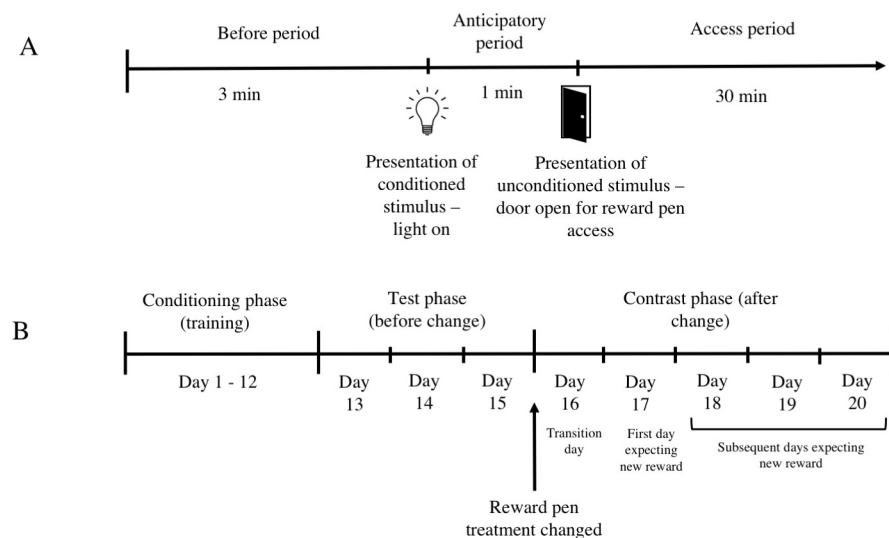 A
Before period
Anticipatory
period
Access period
3 min
1 min
30 min
Presentation of
conditioned
stimulus –
light on
Presentation of
unconditioned stimulus –
door open for reward pen
access
B
Conditioning phase
(training)
Test phase
(before change)
Contrast phase (after
change)
Day 1 - 12
Day
13
Day
14
Day
15
Day
16
Day
17
Day
18
Day
19
Day
20
Transition
day
First day
expecting
new reward
Subsequent days expecting
new reward
Reward pen
treatment changed